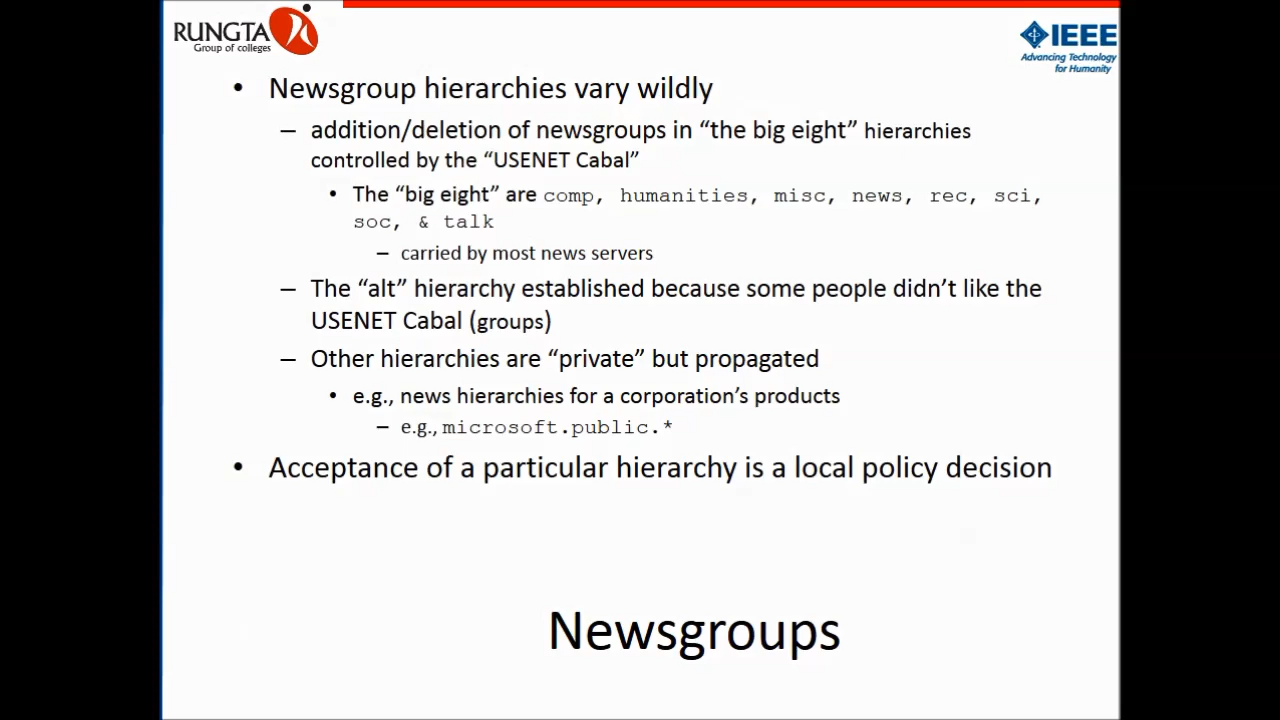 RUNGTA
Group of colleges
IEEE
Advancing Technology
for Humanity
• Newsgroup hierarchies vary wildly
– addition/deletion of newsgroups in “the big eight” hierarchies
controlled by the “USENET Cabal”
• The “big eight” are comp, humanities, misc, news, rec, sci,
soc, & talk
– carried by most news servers
– The “alt” hierarchy established because some people didn’t like the
USENET Cabal (groups)
– Other hierarchies are “private” but propagated
• e.g., news hierarchies for a corporation’s products
– e.g., microsoft.public.*
• Acceptance of a particular hierarchy is a local policy decision
Newsgroups